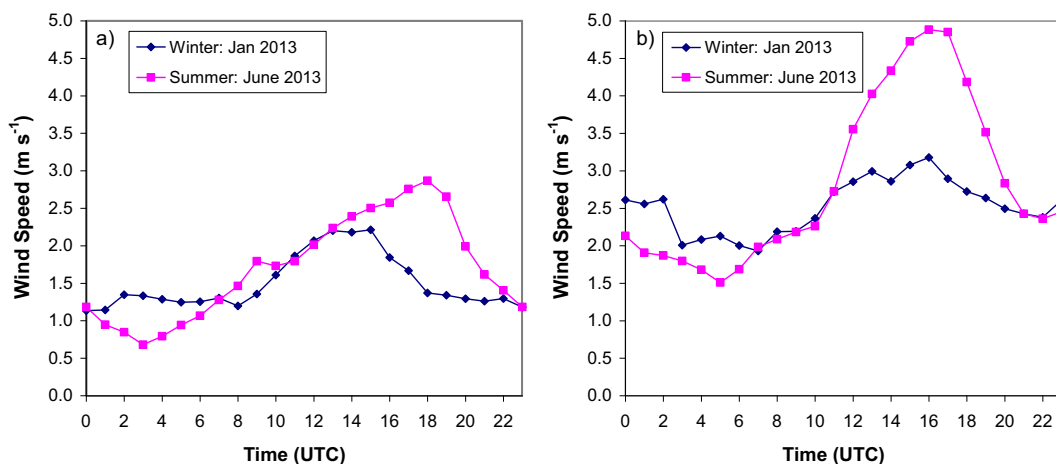 a)
Winter: Jan 2013
Summer: June 2013
5.0
4.5
4.0
3.5
3.0
2.5
2.0
1.5
1.0
0.5
0.0
Wind Speed (m s⁻¹)
0 2 4 6 8 10 12 14 16 18 20 22
Time (UTC)
b)
Winter: Jan 2013
Summer: June 2013
5.0
4.5
4.0
3.5
3.0
2.5
2.0
1.5
1.0
0.5
0.0
Wind Speed (m s⁻¹)
0 2 4 6 8 10 12 14 16 18 20 22
Time (UTC)